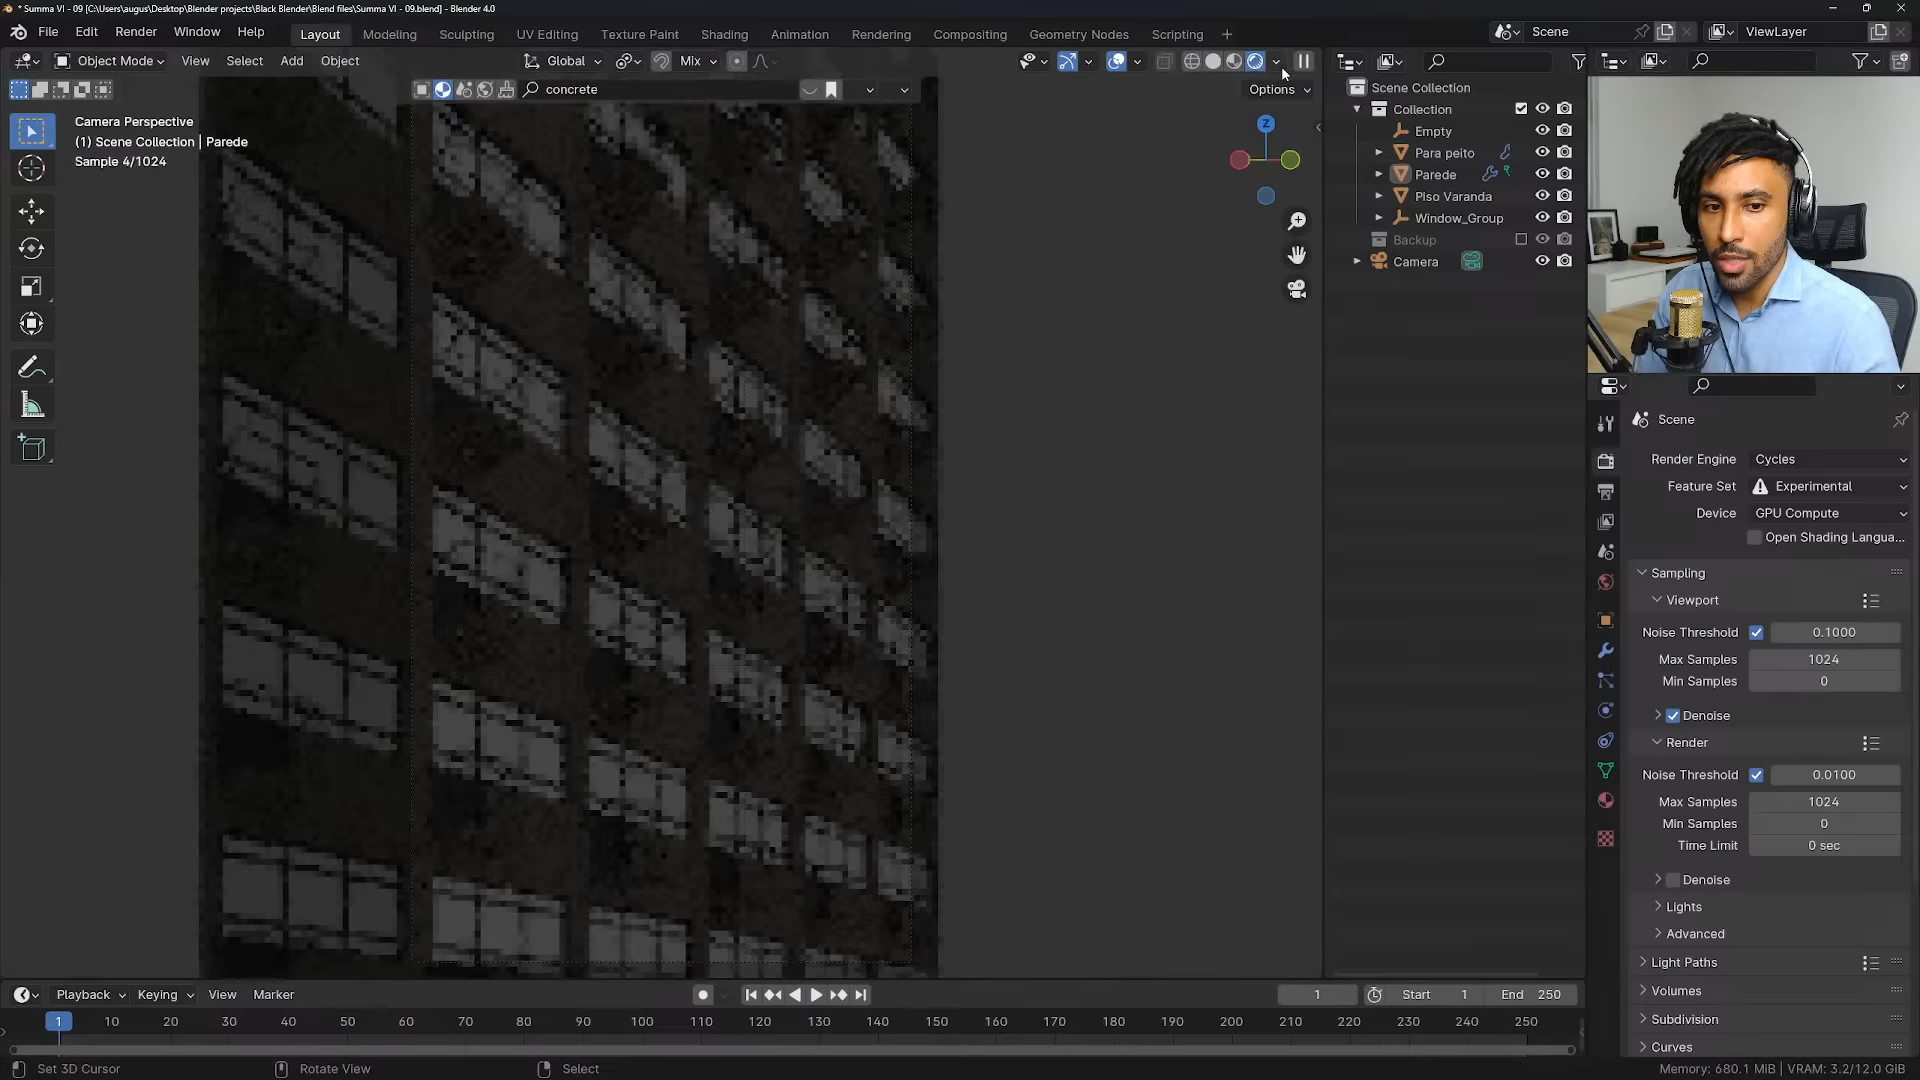 * Summa VI - 09 [C:\Users\augus\Desktop\Blender projects\Black Blender\Blend files\Summa VI - 09.blend] - Blender 4.0
File Edit Render Window Help Layout Modeling Sculpting UV Editing Texture Paint Shading Animation Rendering Compositing Geometry Nodes Scripting + Scene ViewLayer
Object Mode View Select Add Object Global Mix
concrete Options
Camera Perspective
(1) Scene Collection | Parede
Sample 4/1024
Z
Scene Collection
Collection
Empty
Para peito
Parede
Piso Varanda
Window_Group
Backup
Camera
Scene
Render Engine Cycles
Feature Set Experimental
Device GPU Compute
Open Shading Langua...
Sampling
Viewport
Noise Threshold 0.1000
Max Samples 1024
Min Samples 0
Denoise
Render
Noise Threshold 0.0100
Max Samples 1024
Min Samples 0
Time Limit 0 sec
Denoise
Lights
Advanced
Light Paths
Volumes
Subdivision
Curves
Playback Keying View Marker 1 Start 1 End 250
1 10 20 30 40 50 60 70 80 90 100 110 120 130 140 150 160 170 180 190 200 210 220 230 240 250
Set 3D Cursor Rotate View Select Memory: 680.1 MiB | VRAM: 3.2/12.0 GiB